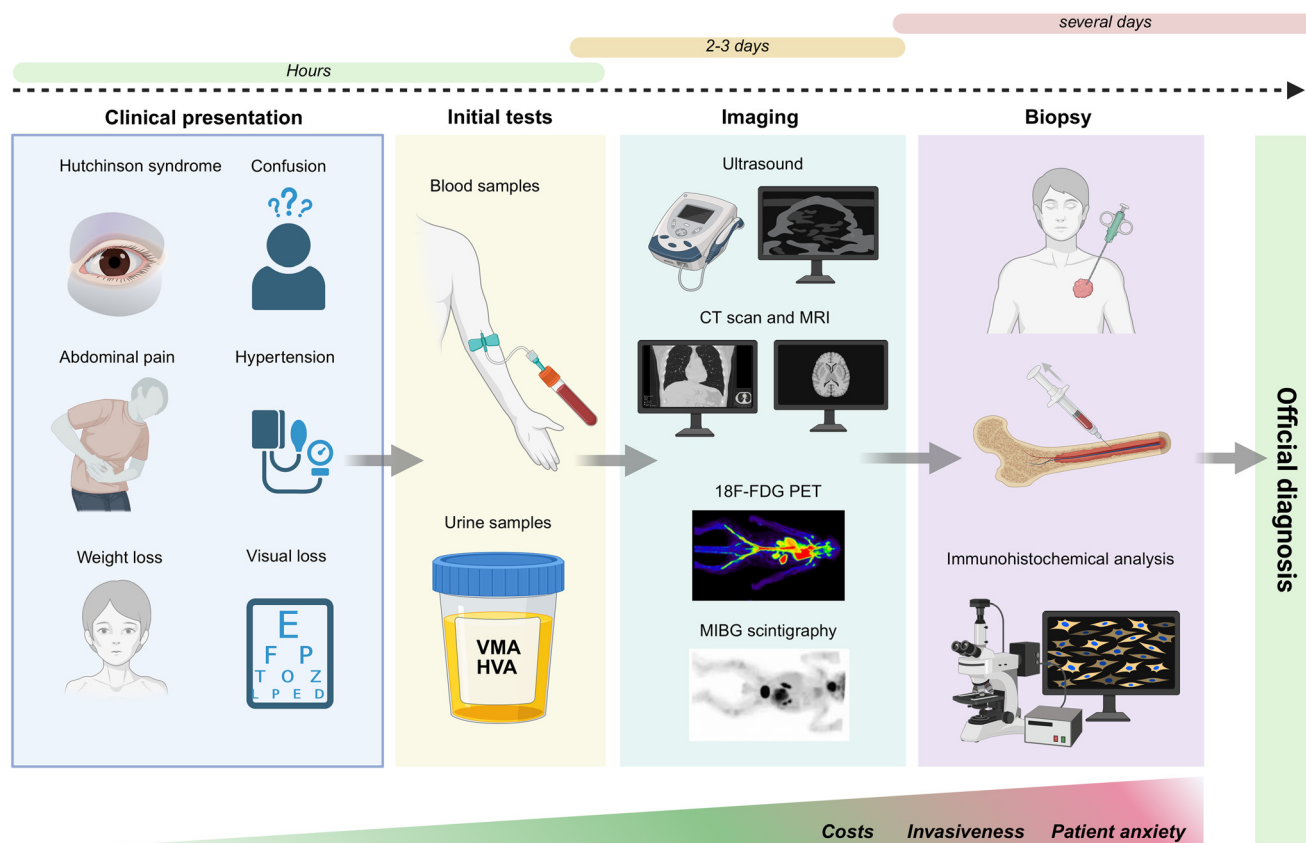 several days
2-3 days
Hours
Clinical presentation
Initial tests
Imaging
Biopsy
Hutchinson syndrome
Confusion
???
Abdominal pain
Hypertension
Weight loss
Visual loss
E
F P
T O Z
L P E D
Blood samples
Urine samples
VMA
HVA
Ultrasound
CT scan and MRI
18F-FDG PET
MIBG scintigraphy
Immunohistochemical analysis
Official diagnosis
Costs Invasiveness Patient anxiety